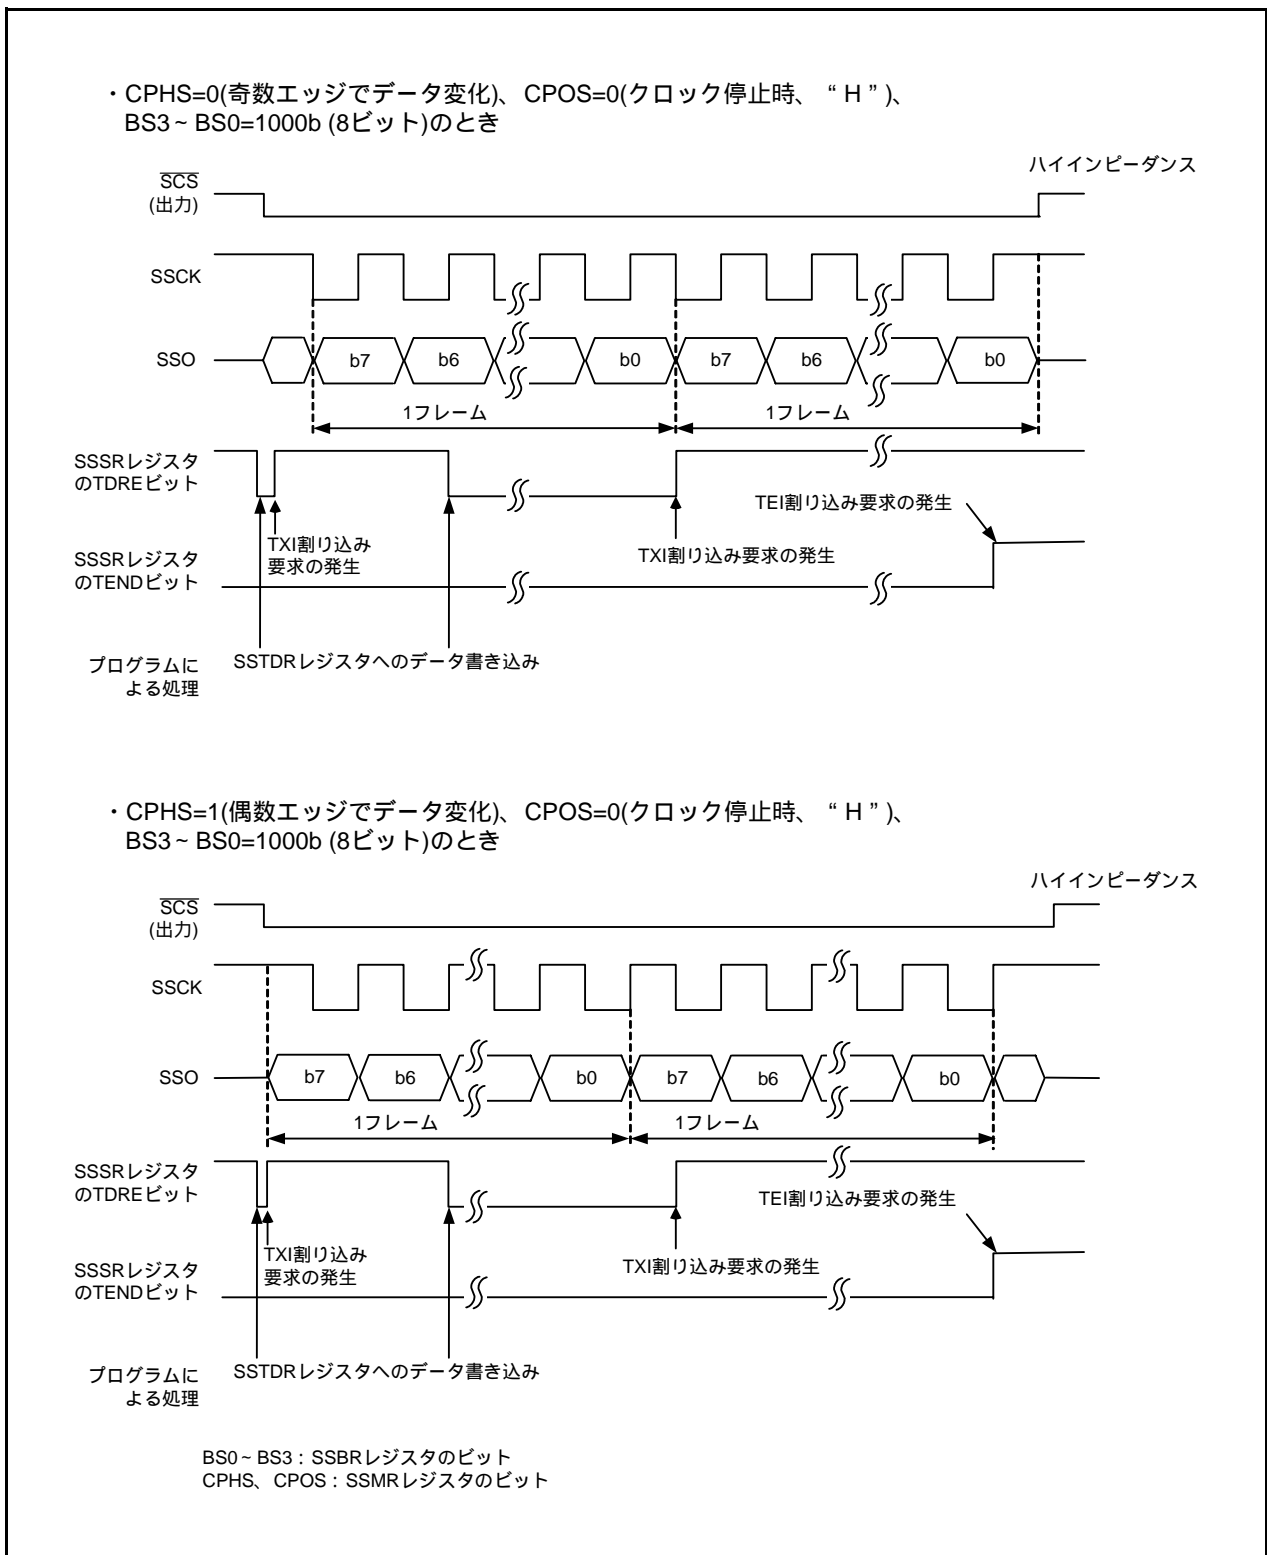 ・CPHS=0(奇数エッジでデータ変化)、CPOS=0(クロック停止時、“H”)、
BS3~BS0=1000b (8ビット)のとき
ハイインピーダンス
SCS
(出力)
SSCK
SSO
b7
b6
b0
b7
b6
b0
1フレーム
1フレーム
SSSRレジスタ
のTDREビット
TEI割り込み要求の発生
TXI割り込み
要求の発生
TXI割り込み要求の発生
SSSRレジスタ
のTENDビット
プログラムに
よる処理
SSTDRレジスタへのデータ書き込み
・CPHS=1(偶数エッジでデータ変化)、CPOS=0(クロック停止時、“H”)、
BS3~BS0=1000b (8ビット)のとき
ハイインピーダンス
SCS
(出力)
SSCK
SSO
b7
b6
b0
b7
b6
b0
1フレーム
1フレーム
SSSRレジスタ
のTDREビット
TEI割り込み要求の発生
TXI割り込み
要求の発生
TXI割り込み要求の発生
SSSRレジスタ
のTENDビット
プログラムに
よる処理
SSTDRレジスタへのデータ書き込み
BS0~BS3:SSBRレジスタのビット
CPHS、CPOS:SSMRレジスタのビット